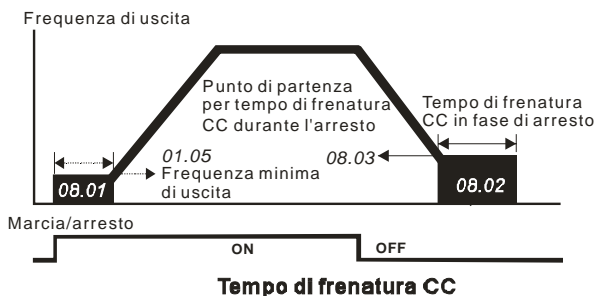 Frequenza di uscita
Punto di partenza
per tempo di frenatura
CC durante l'arresto
Tempo di frenatura
CC in fase di arresto
01.05
08.03
Frequenza minima
di uscita
08.01
08.02
Marcia/arresto
ON
OFF
Tempo di frenatura CC